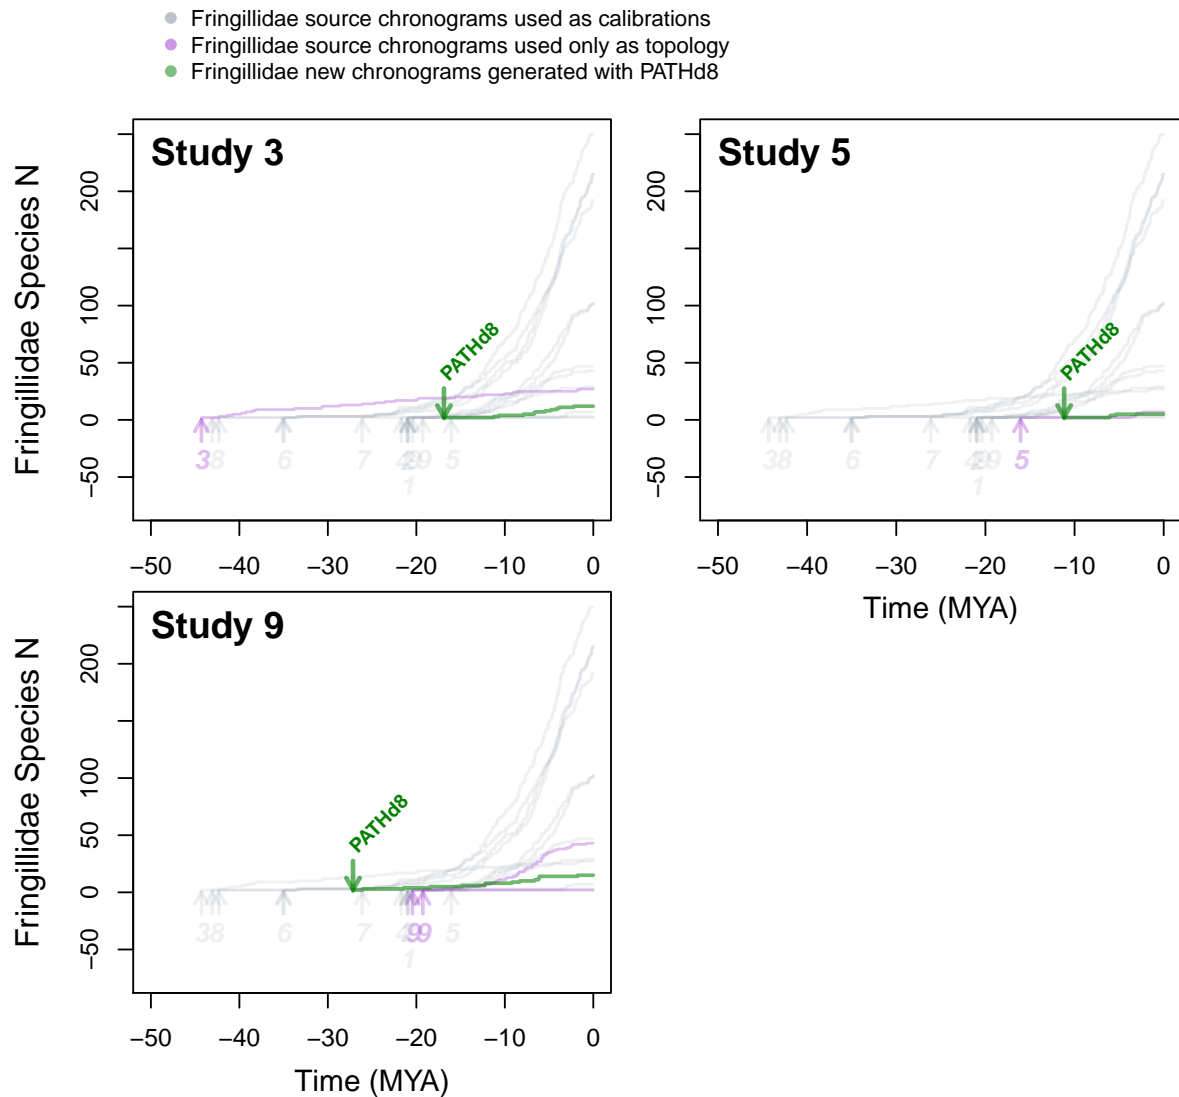 Fringillidae source chronograms used as calibrations
Fringillidae source chronograms used only as topology
Fringillidae new chronograms generated with PATHd8
Study 3
Fringillidae Species N
200
100
50
0
−50
PATHd8
3
8
6
7
9
5
1
−50 −40 −30 −20 −10 0
Study 5
200
100
50
0
−50
PATHd8
3
8
6
7
9
5
1
−50 −40 −30 −20 −10 0
Time (MYA)
Study 9
Fringillidae Species N
200
100
50
0
−50
PATHd8
3
8
6
7
4
9
9
5
1
−50 −40 −30 −20 −10 0
Time (MYA)